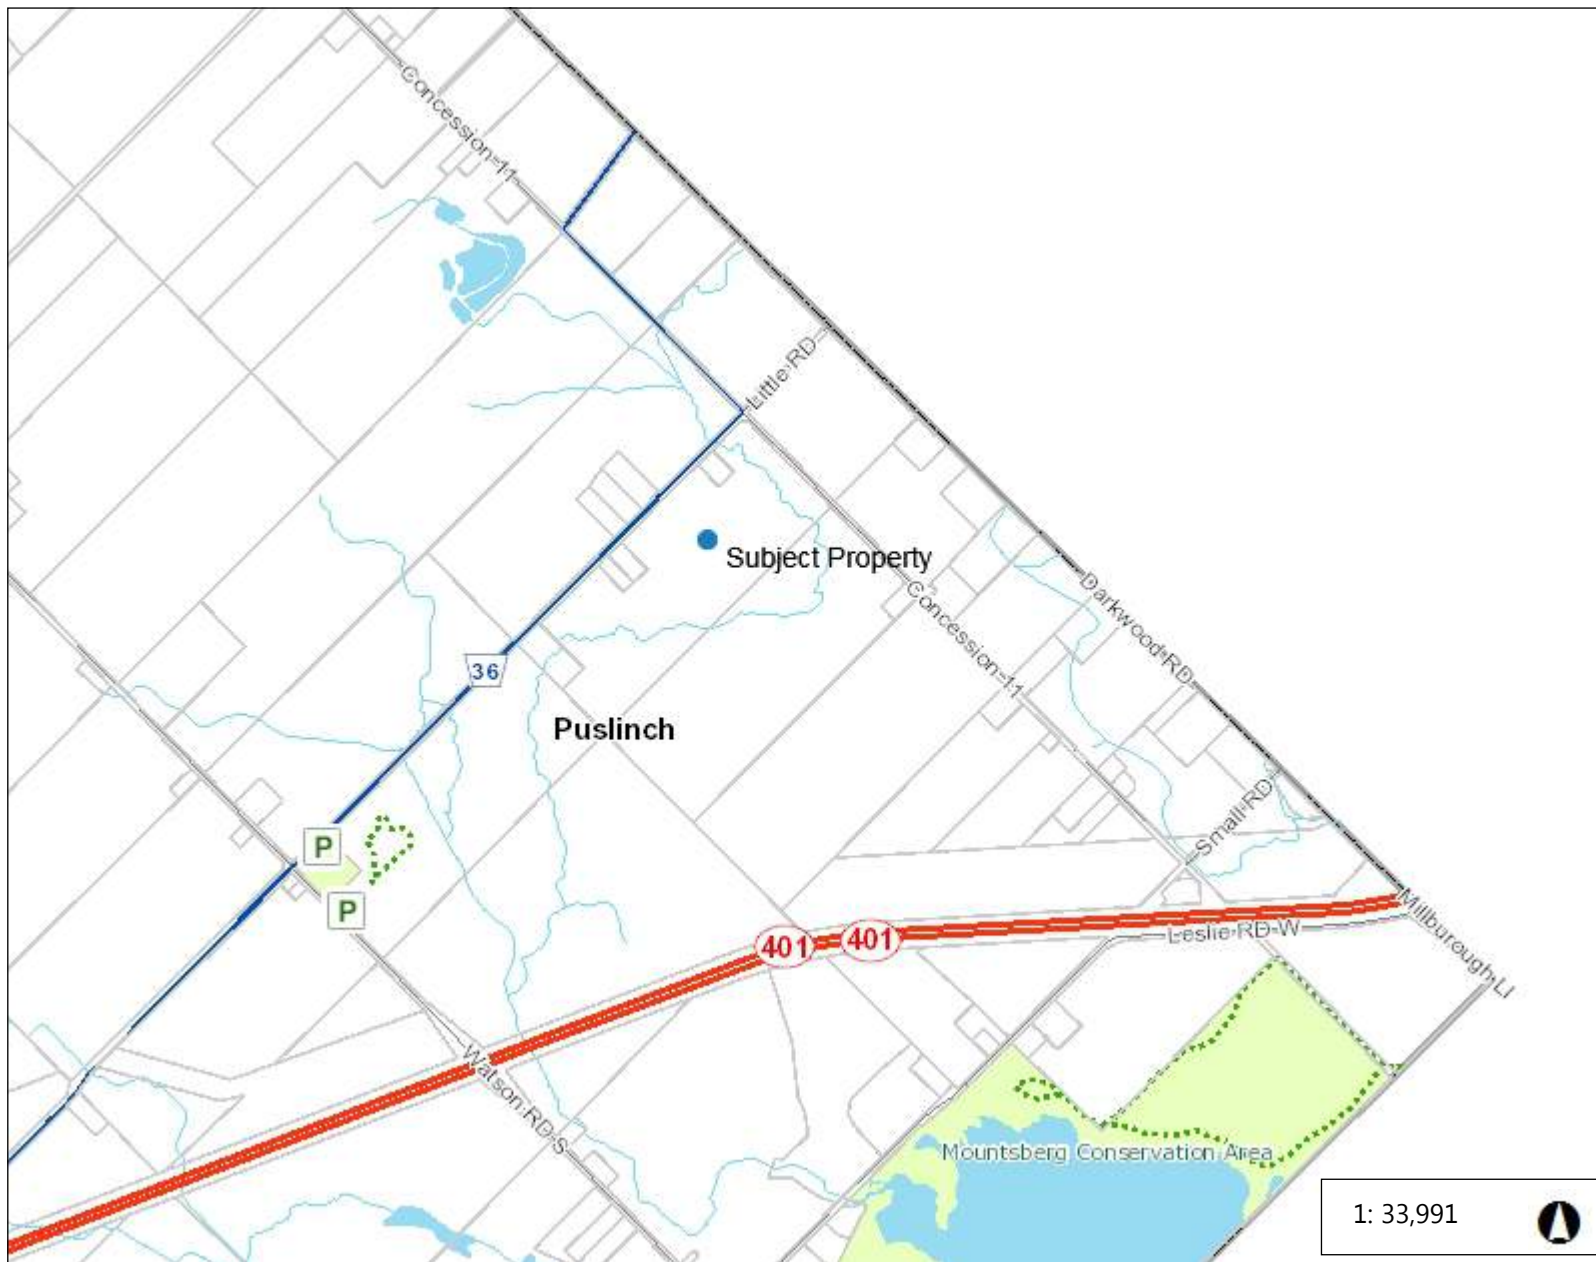 Concession 11
Little RD
Subject Property
Concession 11
Darkwood RD
36
Puslinch
Small RD
P
P
401
401
Leslie RD W
Millburough LI
Watson RD S
Mountsberg Conservation Area
1: 33,991